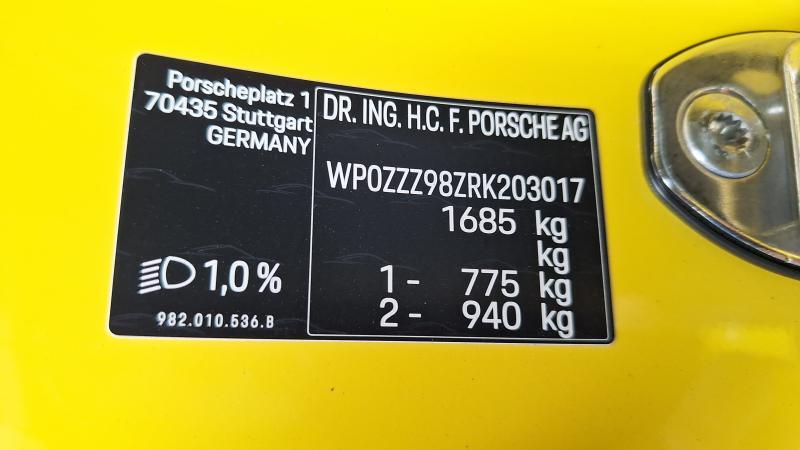 Porscheplatz 1
70435 Stuttgart
GERMANY
1,0 %
982.010.536.B
DR. ING. H.C. F. PORSCHE AG
WP0ZZZ98ZRK203017
1685 kg
kg
1 - 775 kg
2 - 940 kg